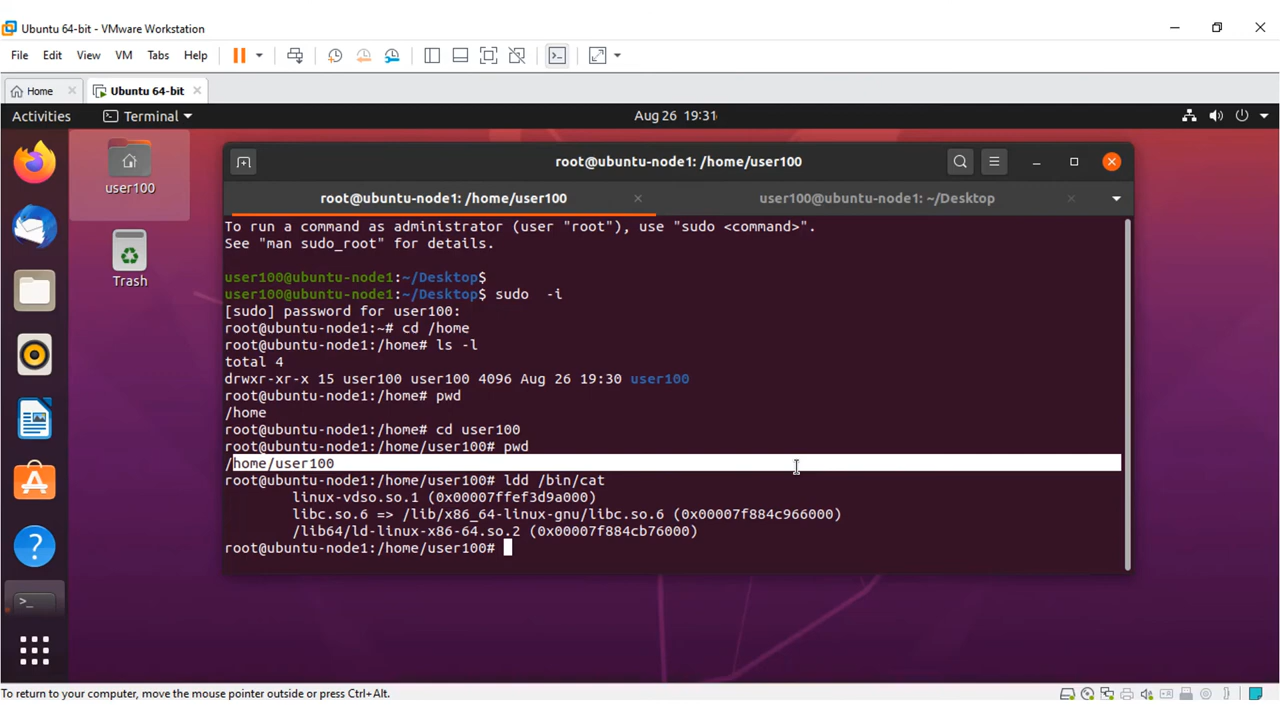 Ubuntu 64-bit - VMware Workstation
File Edit View VM Tabs Help
Home Ubuntu 64-bit
Activities Terminal Aug 26 19:31
root@ubuntu-node1: /home/user100
root@ubuntu-node1: /home/user100 user100@ubuntu-node1: ~/Desktop
user100
Trash
To run a command as administrator (user "root"), use "sudo <command>".
See "man sudo_root" for details.
user100@ubuntu-node1:~/Desktop$
user100@ubuntu-node1:~/Desktop$ sudo  -i
[sudo] password for user100:
root@ubuntu-node1:~# cd /home
root@ubuntu-node1:/home# ls -l
total 4
drwxr-xr-x 15 user100 user100 4096 Aug 26 19:30 user100
root@ubuntu-node1:/home# pwd
/home
root@ubuntu-node1:/home# cd user100
root@ubuntu-node1:/home/user100# pwd
/home/user100
root@ubuntu-node1:/home/user100# ldd /bin/cat
linux-vdso.so.1 (0x00007ffef3d9a000)
libc.so.6 => /lib/x86_64-linux-gnu/libc.so.6 (0x00007f884c966000)
/lib64/ld-linux-x86-64.so.2 (0x00007f884cb76000)
root@ubuntu-node1:/home/user100#
To return to your computer, move the mouse pointer outside or press Ctrl+Alt.